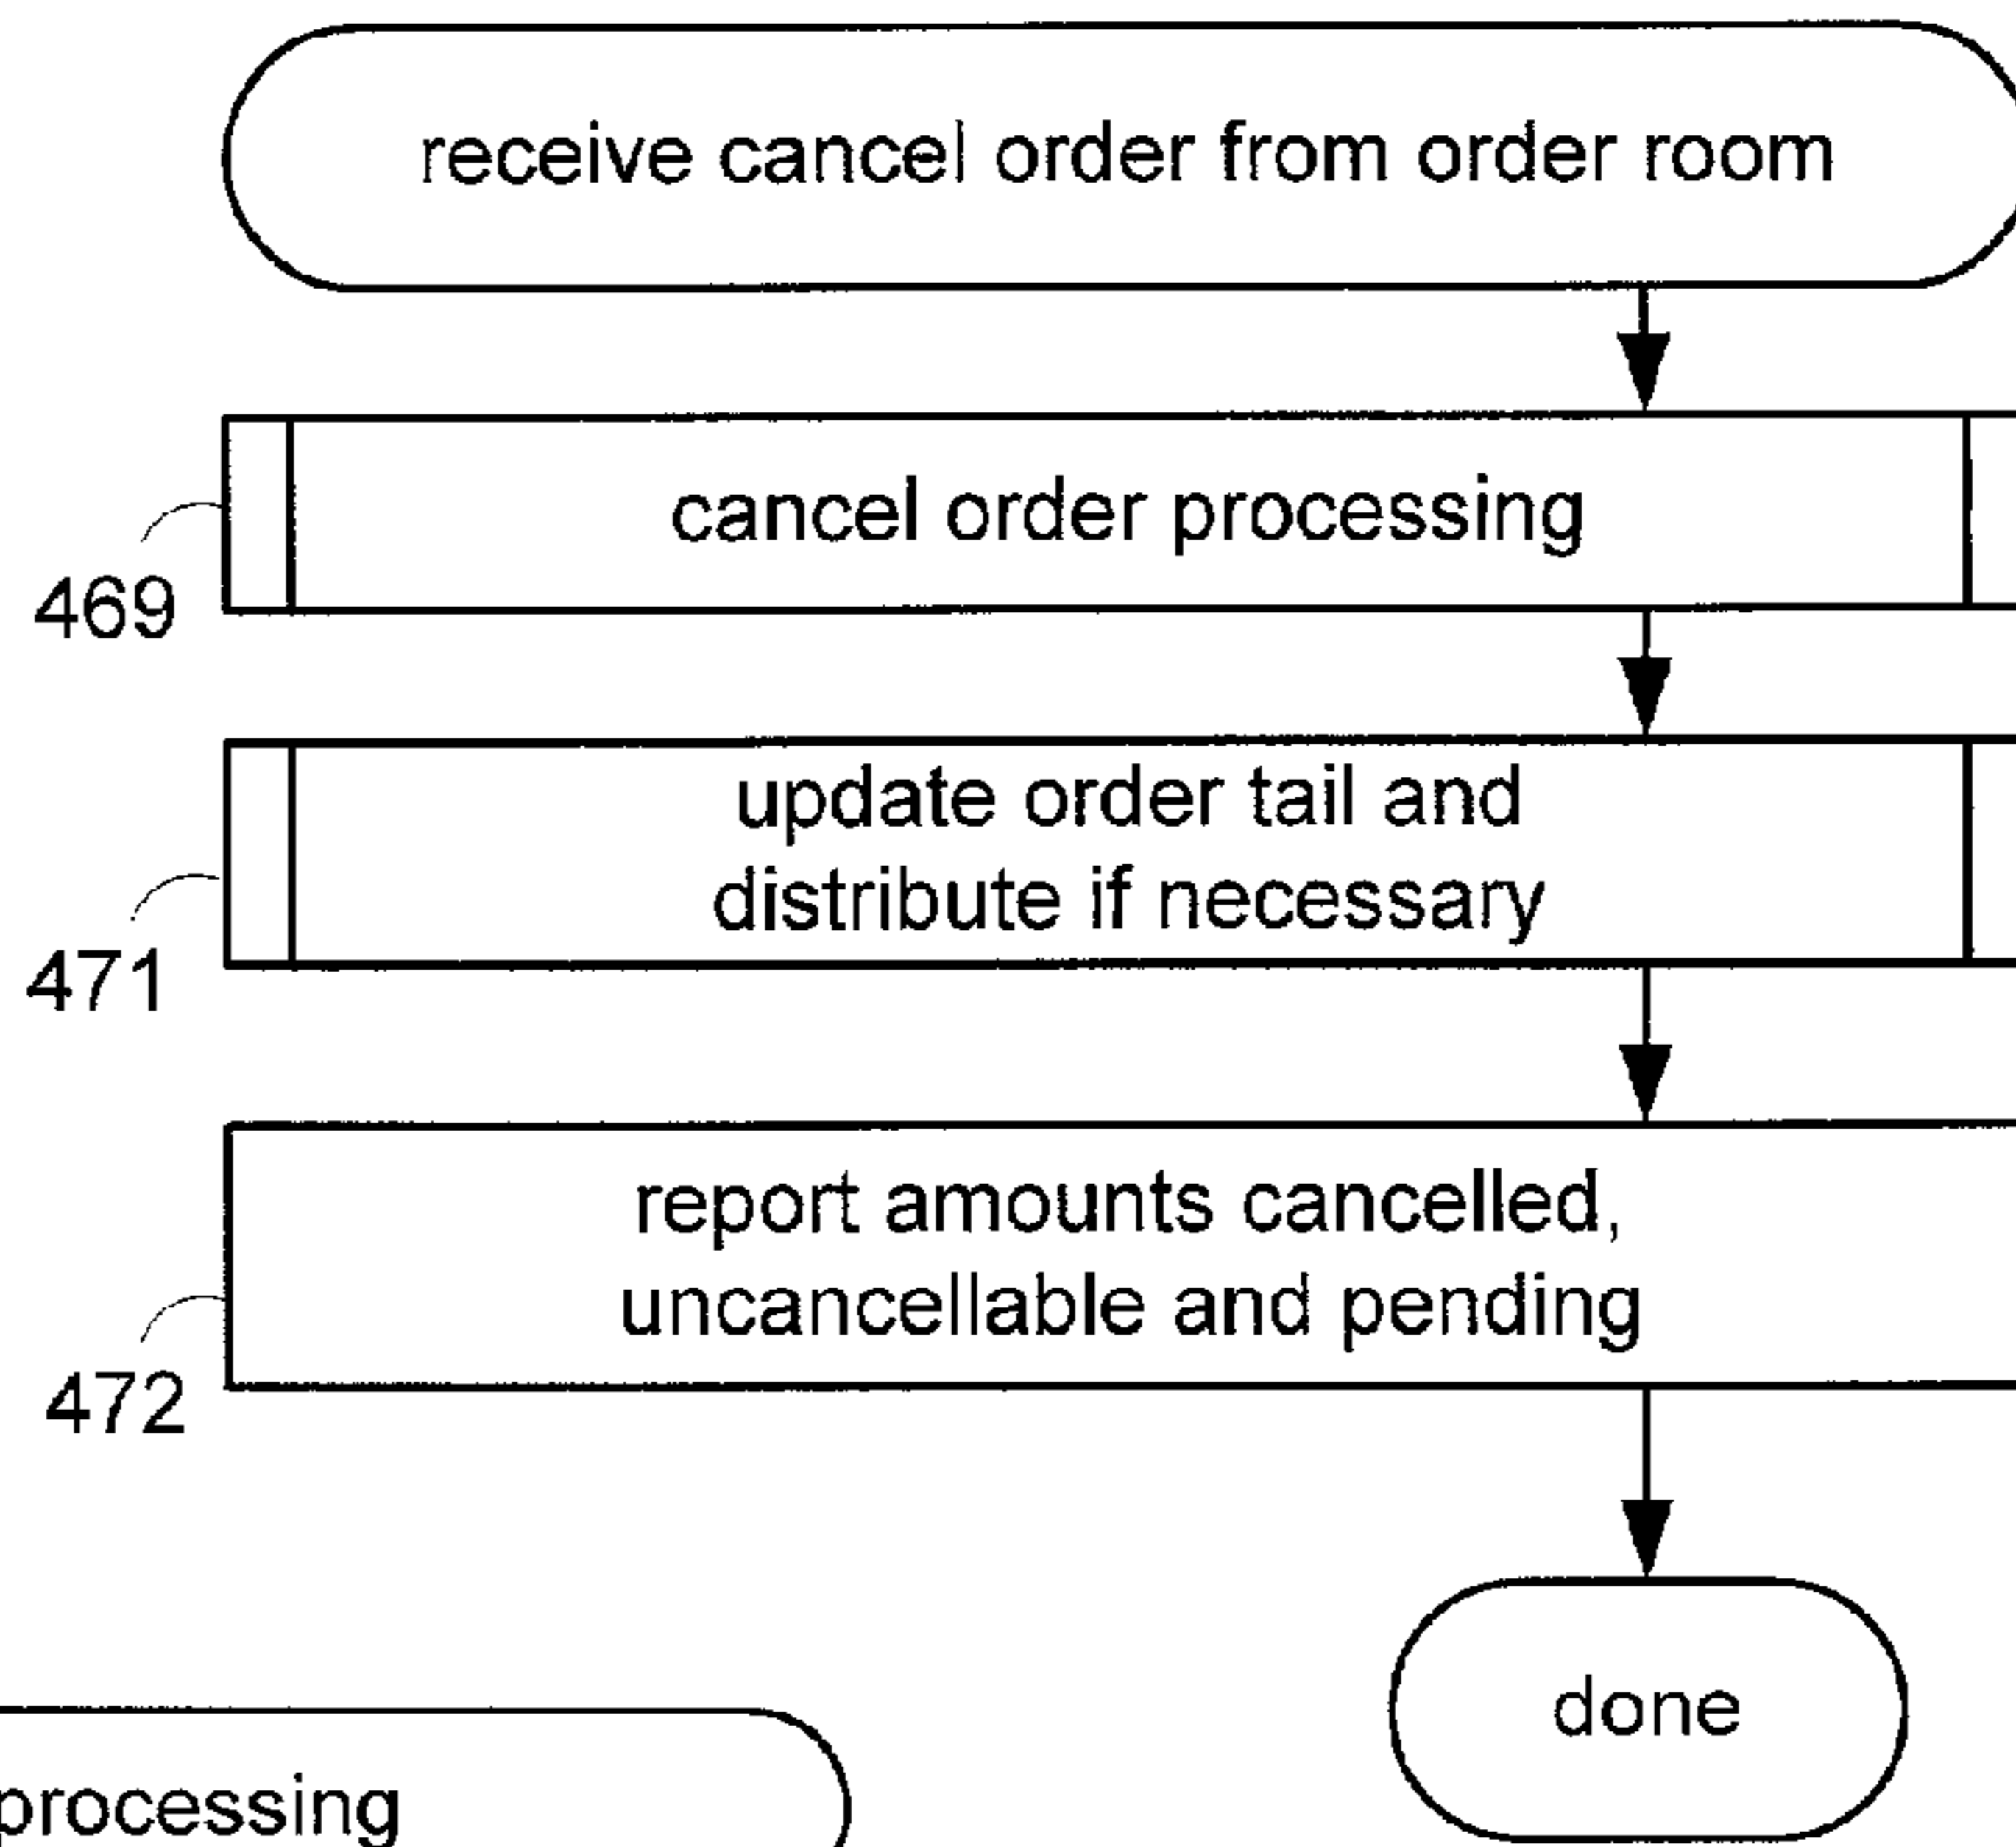 receive cancel order from order room
cancel order processing
469
update order tail and
distribute if necessary
471
report amounts cancelled,
uncancellable and pending
472
done
processing